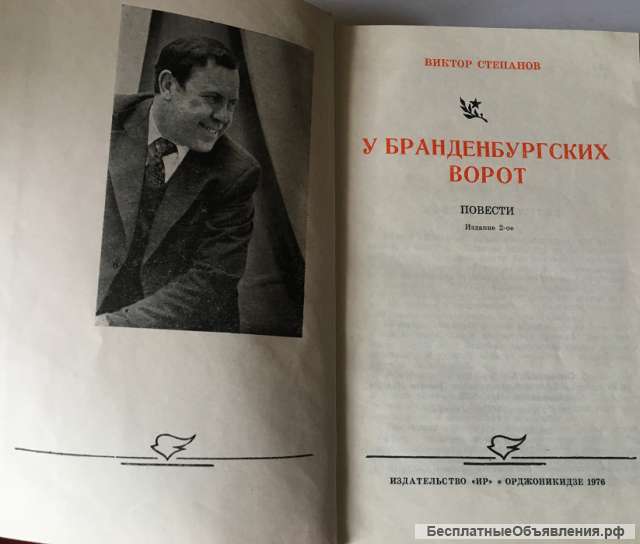 ВИКТОР СТЕПАНОВ
У БРАНДЕНБУРГСКИХ
ВОРОТ
ПОВЕСТИ
Издание 2-ое
ИЗДАТЕЛЬСТВО «ИР» * ОРДЖОНИКИДЗЕ 1976
БесплатныеОбъявления.рф